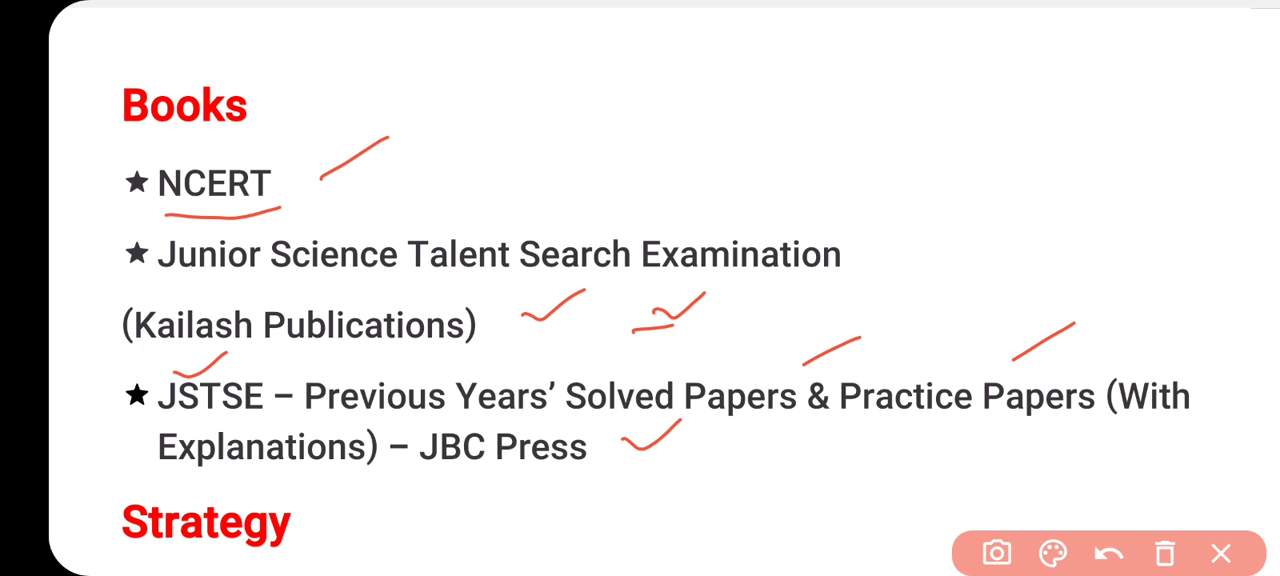 Books
★ NCERT
★ Junior Science Talent Search Examination
(Kailash Publications)
★ JSTSE – Previous Years’ Solved Papers & Practice Papers (With
Explanations) – JBC Press
Strategy